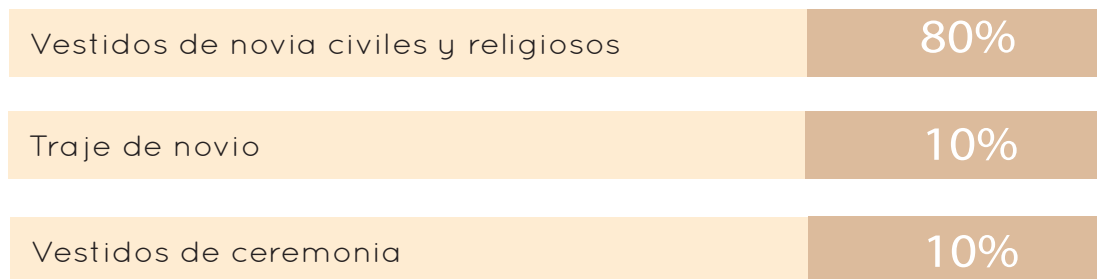 Vestidos de novia civiles y religiosos 80%
Traje de novio 10%
Vestidos de ceremonia 10%